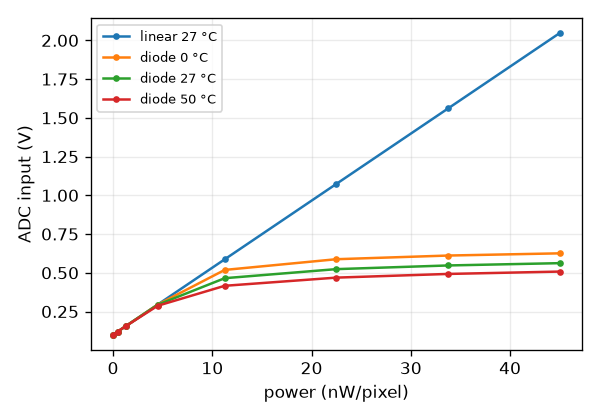 linear 27 °C
diode 0 °C
diode 27 °C
diode 50 °C
ADC input (V)
2.00
1.75
1.50
1.25
1.00
0.75
0.50
0.25
0 10 20 30 40
power (nW/pixel)